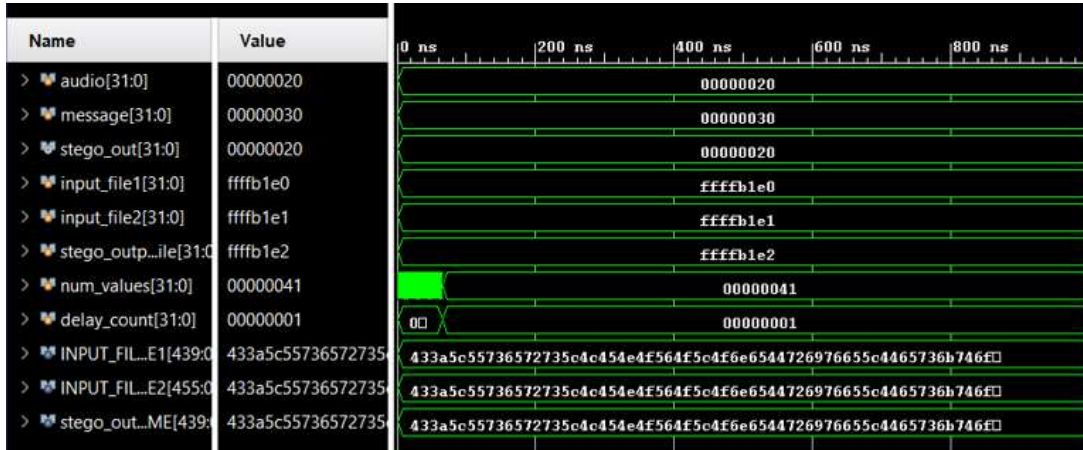 Name Value 0 ns 200 ns 400 ns 600 ns 800 ns
audio[31:0] 00000020 00000020
message[31:0] 00000030 00000030
stego_out[31:0] 00000020 00000020
input_file1[31:0] ffffb1e0 ffffb1e0
input_file2[31:0] ffffb1e1 ffffb1e1
stego_outp...ile[31:0 ffffb1e2 ffffb1e2
num_values[31:0] 00000041 00000041
delay_count[31:0] 00000001 0 00000001
INPUT_FIL...E1[439:0 433a5c55736572735 433a5c55736572735c4c454e4f564f5c4f6e6544726976655c4465736b746f
INPUT_FIL...E2[455:0 433a5c55736572735 433a5c55736572735c4c454e4f564f5c4f6e6544726976655c4465736b746f
stego_out...ME[439: 433a5c55736572735 433a5c55736572735c4c454e4f564f5c4f6e6544726976655c4465736b746f